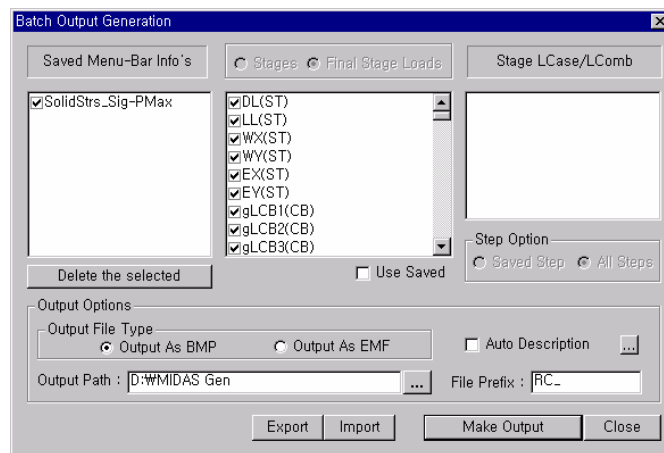 Batch Output Generation
Saved Menu-Bar Info's
Stages Final Stage Loads
Stage LCase/LComb
SolidStrs_Sig-PMax
DL(ST)
LL(ST)
WX(ST)
WY(ST)
EX(ST)
EY(ST)
gLCB1(CB)
gLCB2(CB)
gLCB3(CB)
Step Option
Saved Step All Steps
Delete the selected
Use Saved
Output Options
Output File Type
Output As BMP Output As EMF
Auto Description ...
Output Path : D:₩MIDAS Gen ...
File Prefix : RC_
Export Import Make Output Close